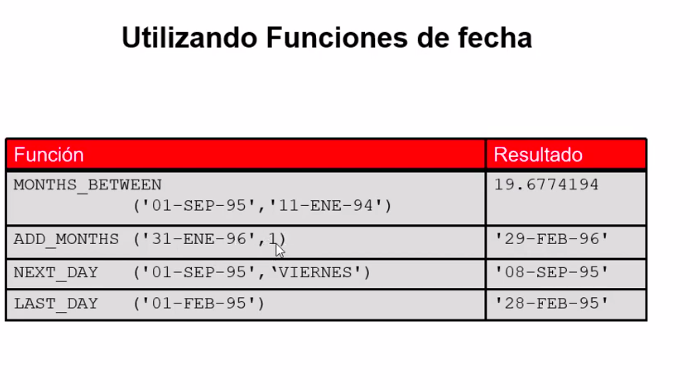 Utilizando Funciones de fecha
Función Resultado
MONTHS_BETWEEN 19.6774194
('01-SEP-95','11-ENE-94')
ADD_MONTHS ('31-ENE-96',1) '29-FEB-96'
NEXT_DAY ('01-SEP-95',‘VIERNES') '08-SEP-95'
LAST_DAY ('01-FEB-95') '28-FEB-95'